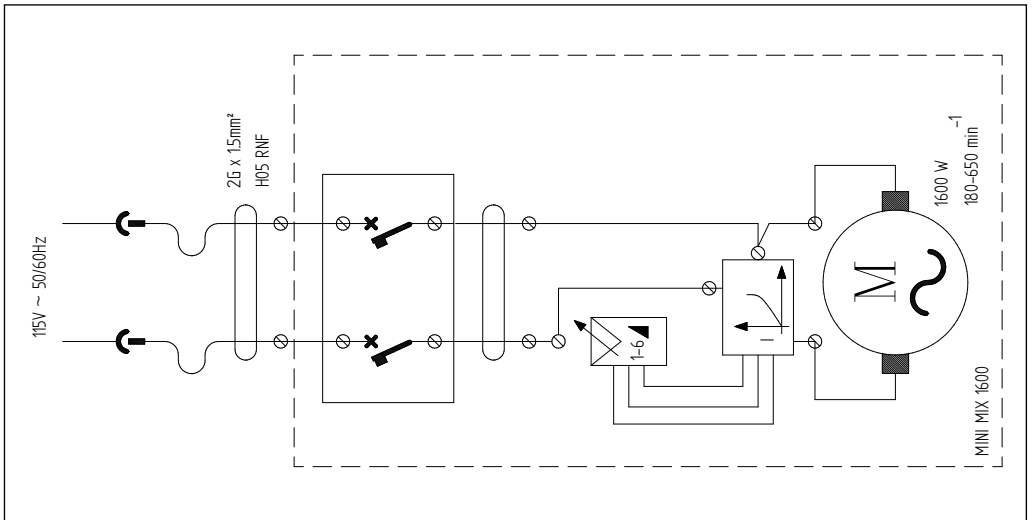 115V ~ 50/60Hz
2G x 1.5mm²
H05 RNF
1-6
I
M
1600 W
180-650 min⁻¹
MINI MIX 1600